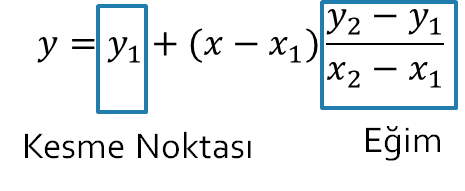 y = y₁ + (x − x₁) (y₂ − y₁) / (x₂ − x₁)
Kesme Noktası Eğim